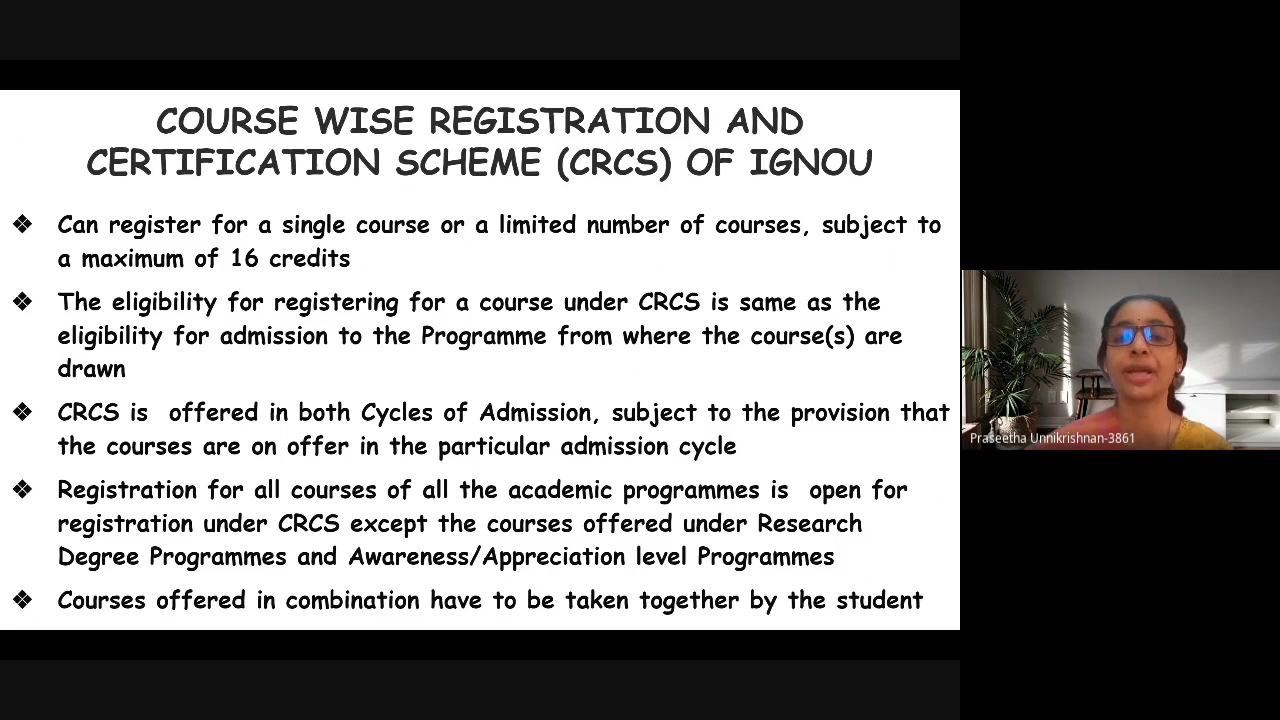 COURSE WISE REGISTRATION AND
CERTIFICATION SCHEME (CRCS) OF IGNOU
❖ Can register for a single course or a limited number of courses, subject to
a maximum of 16 credits
❖ The eligibility for registering for a course under CRCS is same as the
eligibility for admission to the Programme from where the course(s) are
drawn
❖ CRCS is offered in both Cycles of Admission, subject to the provision that
the courses are on offer in the particular admission cycle
❖ Registration for all courses of all the academic programmes is open for
registration under CRCS except the courses offered under Research
Degree Programmes and Awareness/Appreciation level Programmes
❖ Courses offered in combination have to be taken together by the student
Praseetha Unnikrishnan-3861